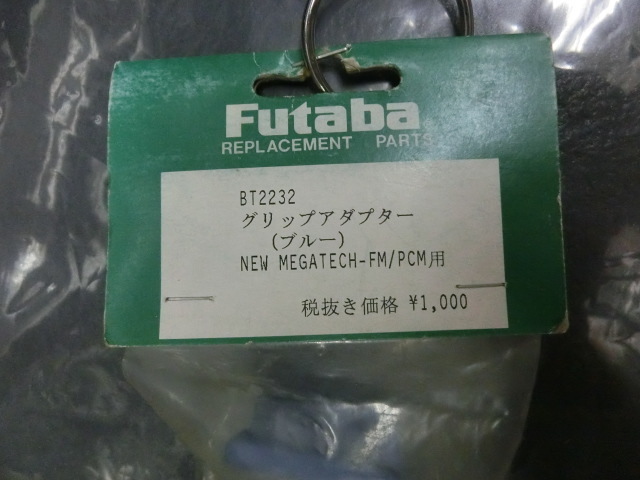 Futaba
REPLACEMENT PARTS
BT2232
グリップアダプター
(ブルー)
NEW MEGATECH-FM/PCM用
税抜き価格 ¥1,000